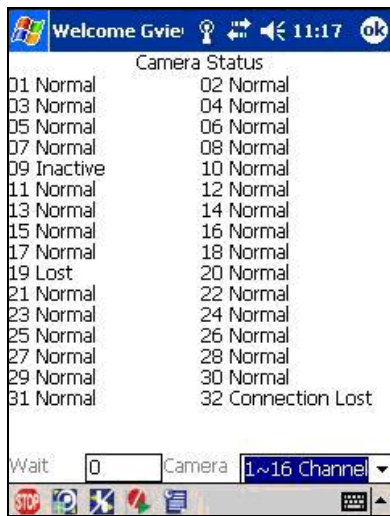 Welcome Gvie 11:17 ok
Camera Status
01 Normal 02 Normal
03 Normal 04 Normal
05 Normal 06 Normal
07 Normal 08 Normal
09 Inactive 10 Normal
11 Normal 12 Normal
13 Normal 14 Normal
15 Normal 16 Normal
17 Normal 18 Normal
19 Lost 20 Normal
21 Normal 22 Normal
23 Normal 24 Normal
25 Normal 26 Normal
27 Normal 28 Normal
29 Normal 30 Normal
31 Normal 32 Connection Lost
Wait 0 Camera 1~16 Channel
STOP